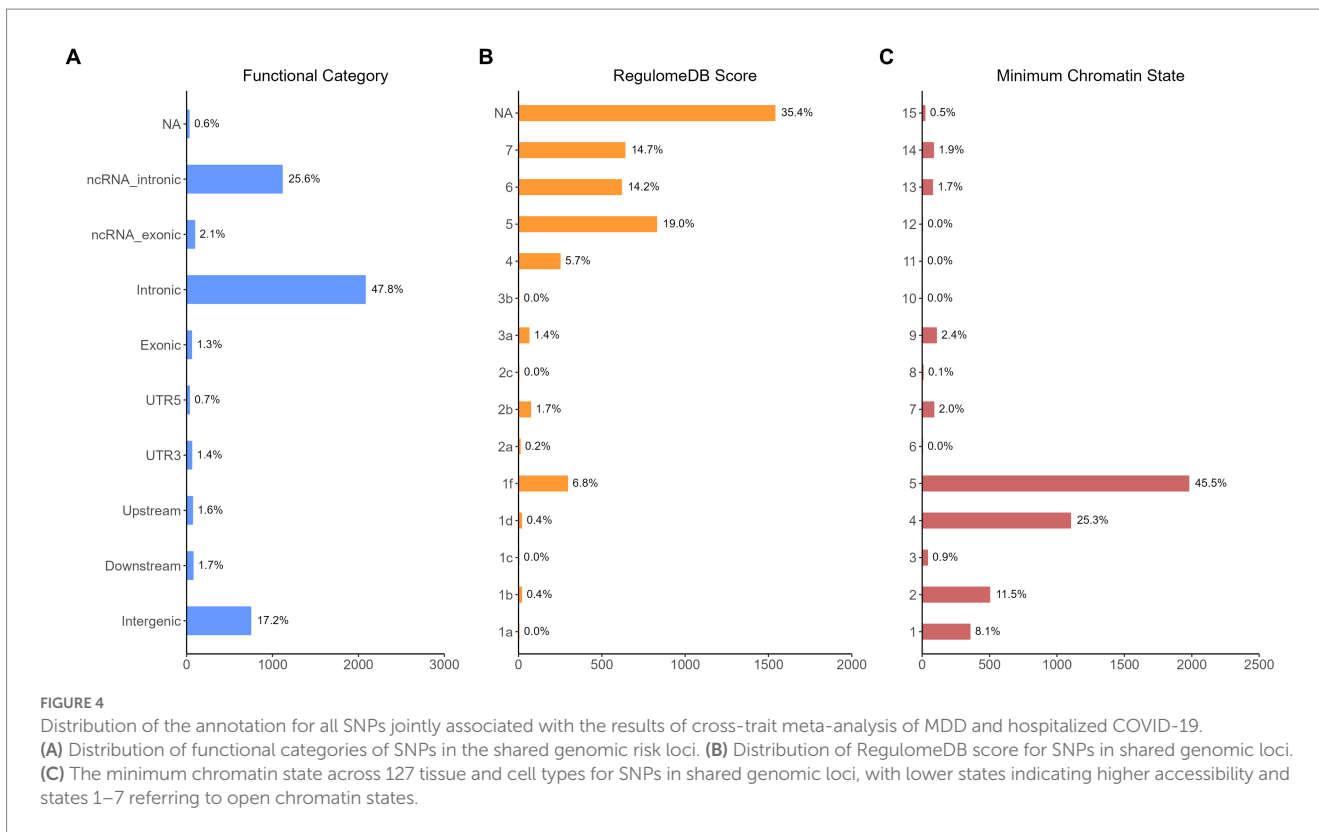 A
Functional Category
NA
0.6%
ncRNA_intronic
25.6%
ncRNA_exonic
2.1%
Intronic
47.8%
Exonic
1.3%
UTR5
0.7%
UTR3
1.4%
Upstream
1.6%
Downstream
1.7%
Intergenic
17.2%
0 1000 2000 3000
B
RegulomeDB Score
NA
35.4%
7
14.7%
6
14.2%
5
19.0%
4
5.7%
3b
0.0%
3a
1.4%
2c
0.0%
2b
1.7%
2a
0.2%
1f
6.8%
1d
0.4%
1c
0.0%
1b
0.4%
1a
0.0%
0 500 1000 1500 2000
C
Minimum Chromatin State
15
0.5%
14
1.9%
13
1.7%
12
0.0%
11
0.0%
10
0.0%
9
2.4%
8
0.1%
7
2.0%
6
0.0%
5
45.5%
4
25.3%
3
0.9%
2
11.5%
1
8.1%
0 500 1000 1500 2000 2500
FIGURE 4
Distribution of the annotation for all SNPs jointly associated with the results of cross-trait meta-analysis of MDD and hospitalized COVID-19.
(A) Distribution of functional categories of SNPs in the shared genomic risk loci. (B) Distribution of RegulomeDB score for SNPs in shared genomic loci.
(C) The minimum chromatin state across 127 tissue and cell types for SNPs in shared genomic loci, with lower states indicating higher accessibility and
states 1–7 referring to open chromatin states.